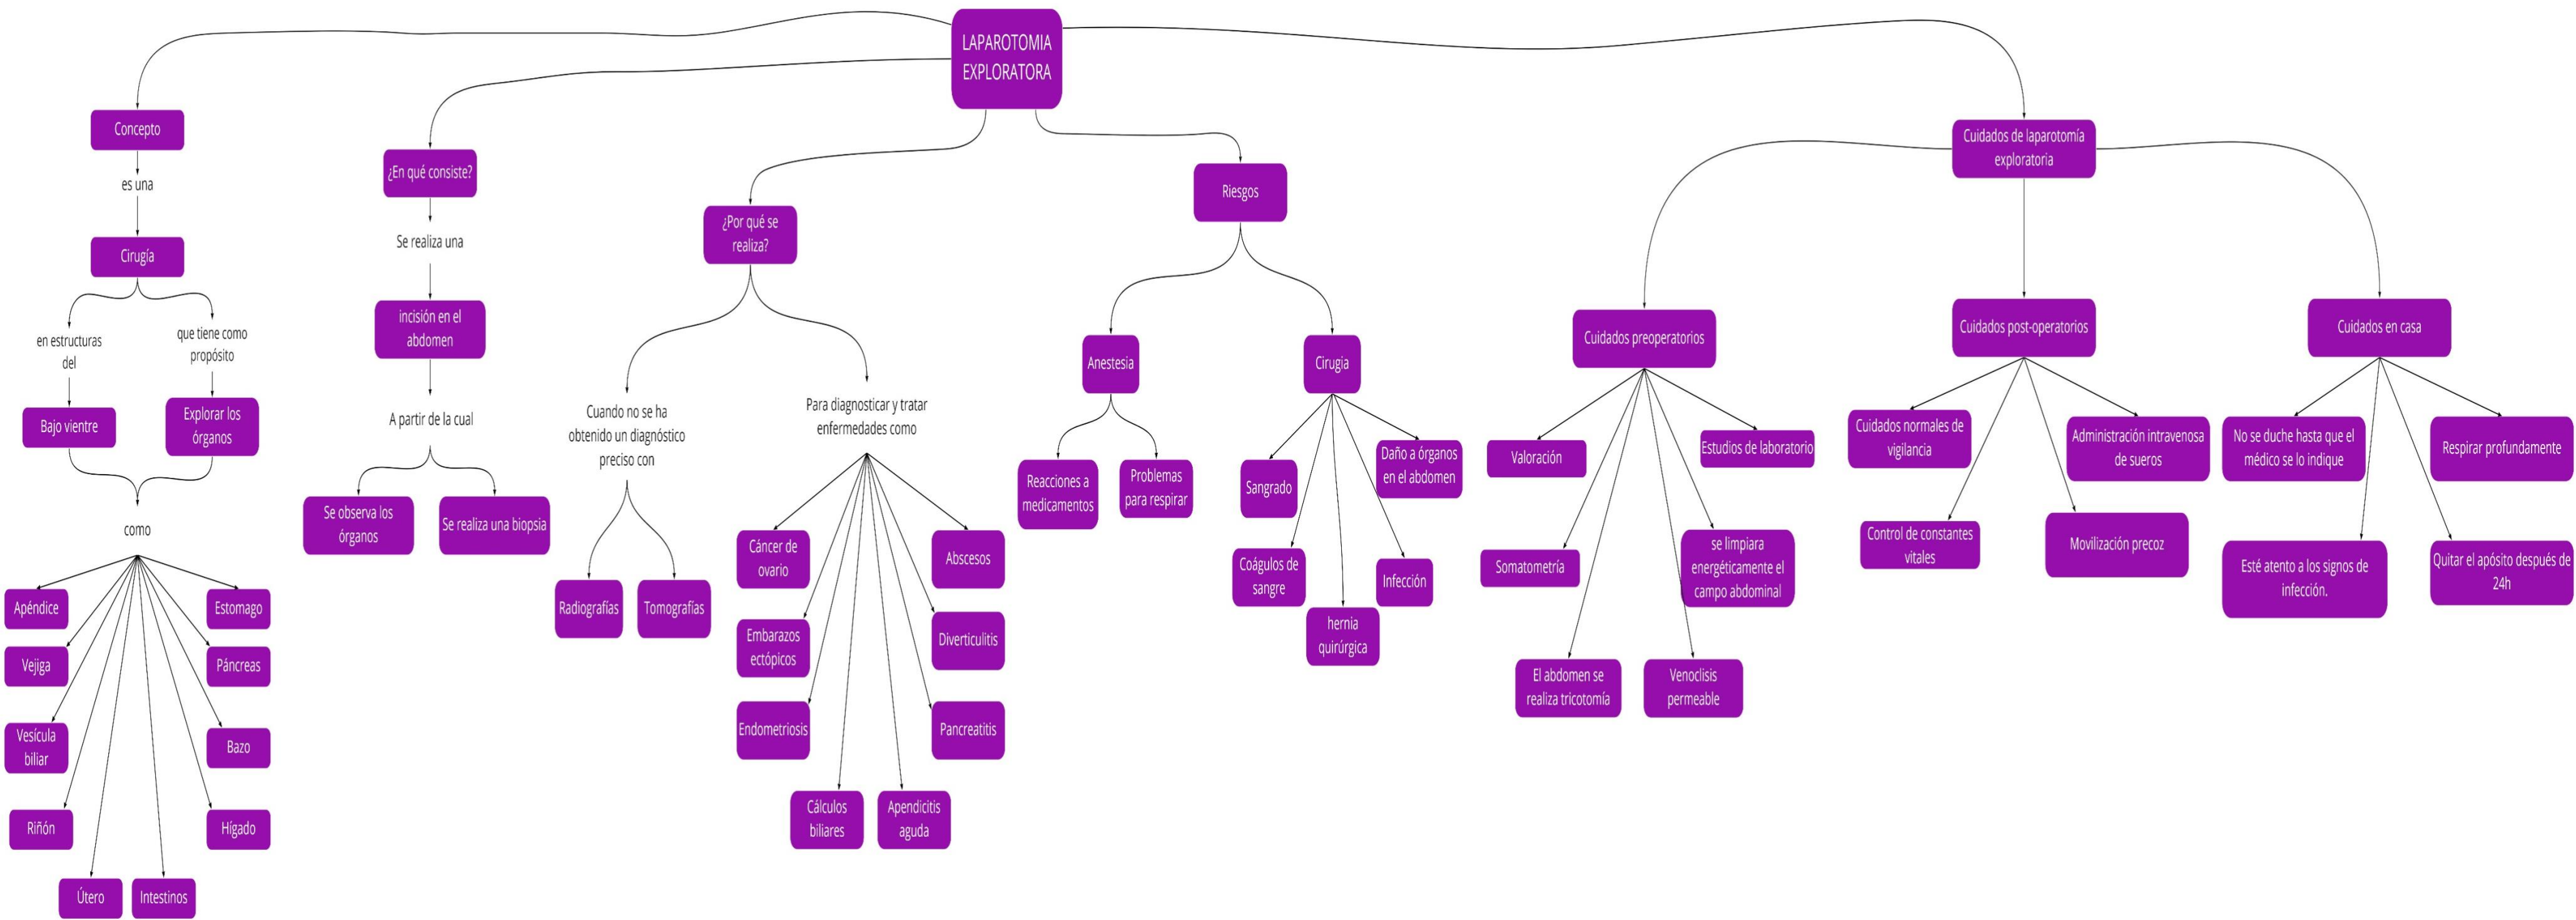 LAPAROTOMIA
EXPLORATORA
Concepto
es una
Cirugía
en estructuras
del
Bajo vientre
que tiene como
propósito
Explorar los
órganos
como
Apéndice
Estomago
Vejiga
Páncreas
Vesícula
biliar
Bazo
Riñón
Hígado
Útero
Intestinos
¿En qué consiste?
Se realiza una
incisión en el
abdomen
A partir de la cual
Se observa los
órganos
Se realiza una biopsia
¿Por qué se
realiza?
Cuando no se ha
obtenido un diagnóstico
preciso con
Radiografías
Tomografías
Para diagnosticar y tratar
enfermedades como
Cáncer de
ovario
Abscesos
Embarazos
ectópicos
Diverticulitis
Endometriosis
Pancreatitis
Cálculos
biliares
Apendicitis
aguda
Riesgos
Anestesia
Reacciones a
medicamentos
Problemas
para respirar
Cirugia
Sangrado
Daño a órganos
en el abdomen
Coágulos de
sangre
Infección
hernia
quirúrgica
Cuidados de laparotomía
exploratoria
Cuidados preoperatorios
Valoración
Estudios de laboratorio
Somatometría
se limpiara
energéticamente el
campo abdominal
El abdomen se
realiza tricotomía
Venoclisis
permeable
Cuidados post-operatorios
Cuidados normales de
vigilancia
Administración intravenosa
de sueros
Control de constantes
vitales
Movilización precoz
Cuidados en casa
No se duche hasta que el
médico se lo indique
Respirar profundamente
Esté atento a los signos de
infección.
Quitar el apósito después de
24h